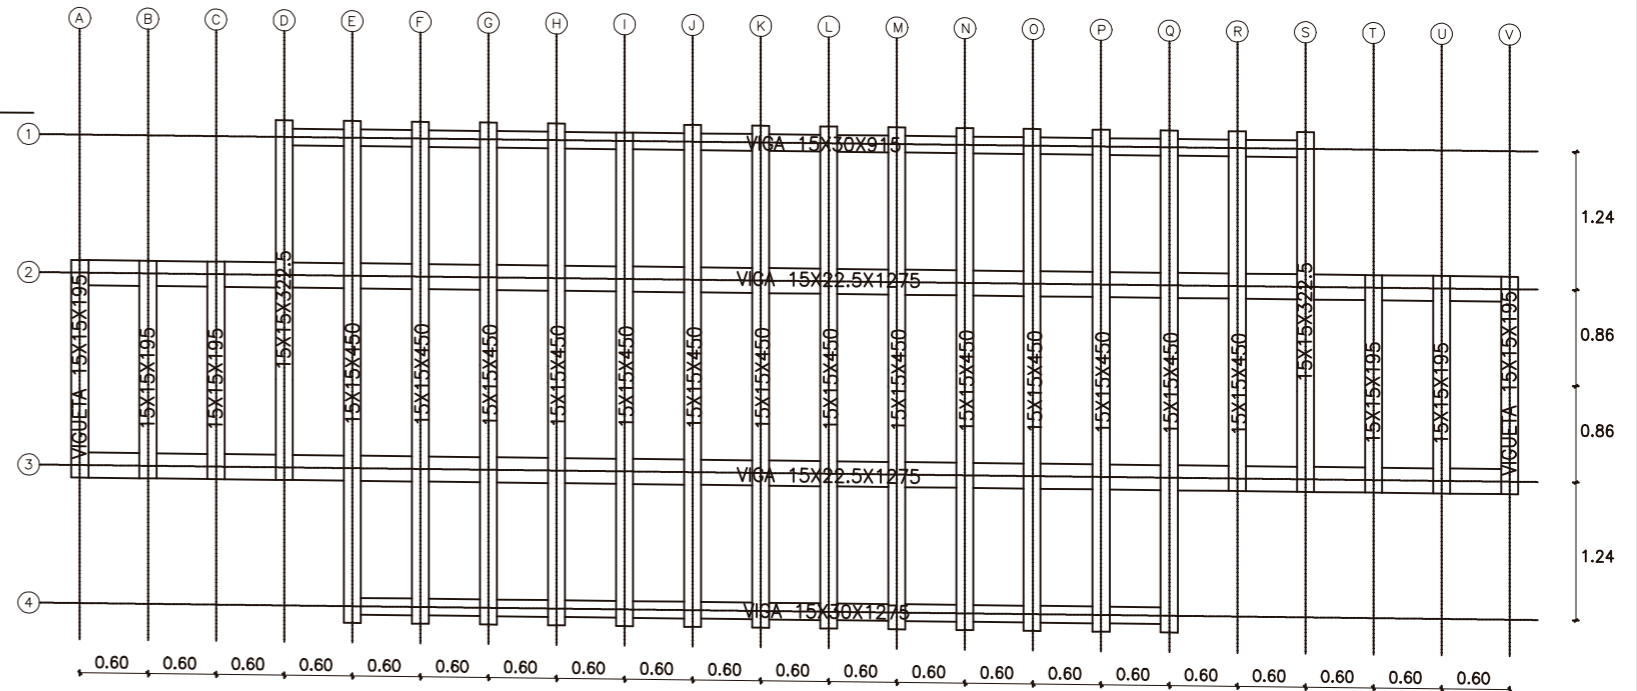 A B C D E F G H I J K L M N O P Q R S T U V
1
VIGA 15X30X915
1.24
2
VIGA 15X22.5X1275
VIGUETA 15X15X195
15X15X195
15X15X195
15X15X322.5
15X15X450
15X15X450
15X15X450
15X15X450
15X15X450
15X15X450
15X15X450
15X15X450
15X15X450
15X15X450
15X15X450
15X15X450
15X15X450
15X15X450
15X15X322.5
15X15X195
15X15X195
VIGUETA 15X15X195
0.86
0.86
3
VIGA 15X22.5X1275
1.24
4
VIGA 15X30X1275
0.60 0.60 0.60 0.60 0.60 0.60 0.60 0.60 0.60 0.60 0.60 0.60 0.60 0.60 0.60 0.60 0.60 0.60 0.60 0.60 0.60